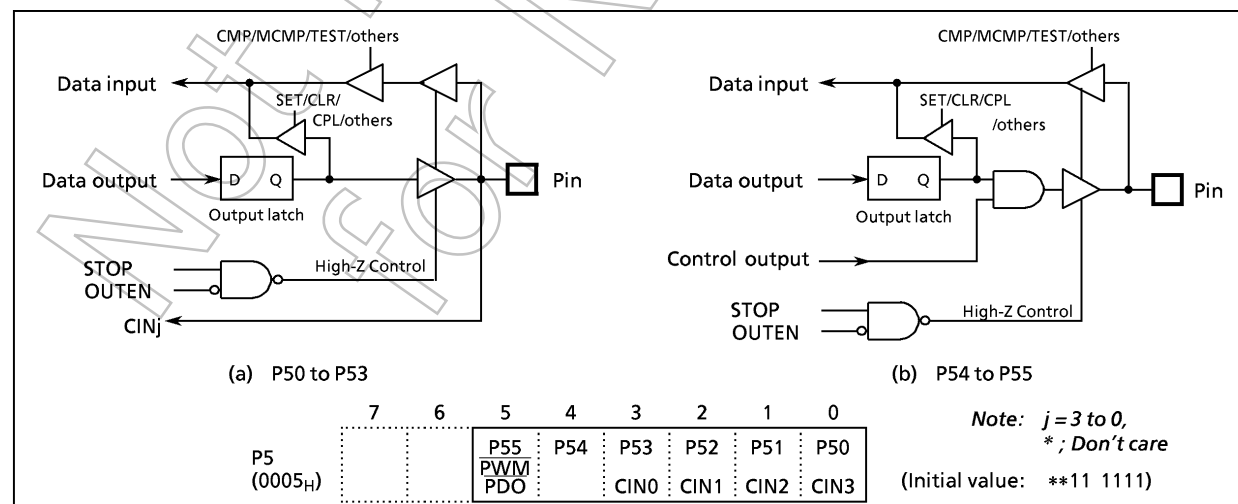 CMP/MCMP/TEST/others
Data input
SET/CLR/
CPL/others
Data output
D Q
Output latch
Pin
STOP
OUTEN
High-Z Control
CINj
(a) P50 to P53
CMP/MCMP/TEST/others
Data input
SET/CLR/CPL
/others
Data output
D Q
Output latch
Pin
Control output
STOP
OUTEN
High-Z Control
(b) P54 to P55
7 6 5 4 3 2 1 0
P5
(0005H)
P55 P54 P53 P52 P51 P50
PWM
PDO CIN0 CIN1 CIN2 CIN3
Note: j = 3 to 0,
* ; Don't care
(Initial value: **11 1111)
Not
for